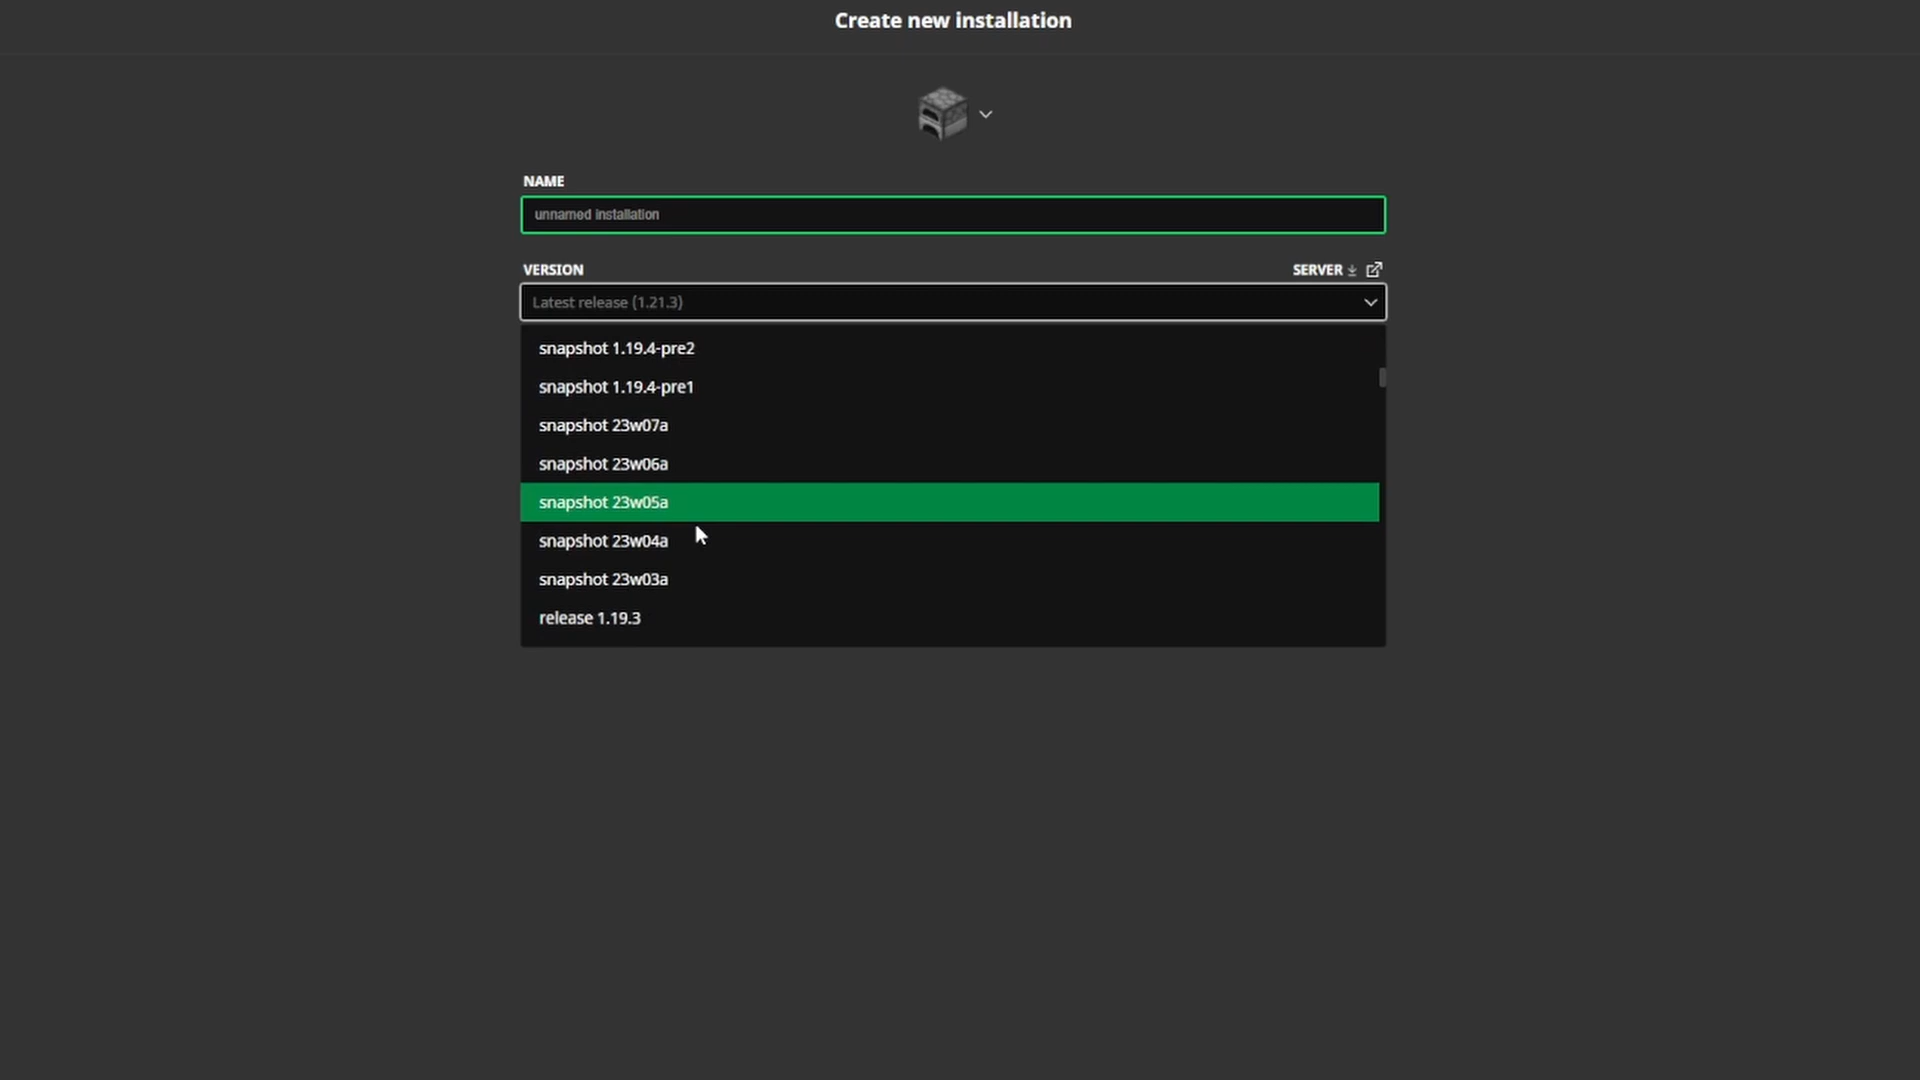 Create new installation
NAME
unnamed installation
VERSION
SERVER
Latest release (1.21.3)
snapshot 1.19.4-pre2
snapshot 1.19.4-pre1
snapshot 23w07a
snapshot 23w06a
snapshot 23w05a
snapshot 23w04a
snapshot 23w03a
release 1.19.3